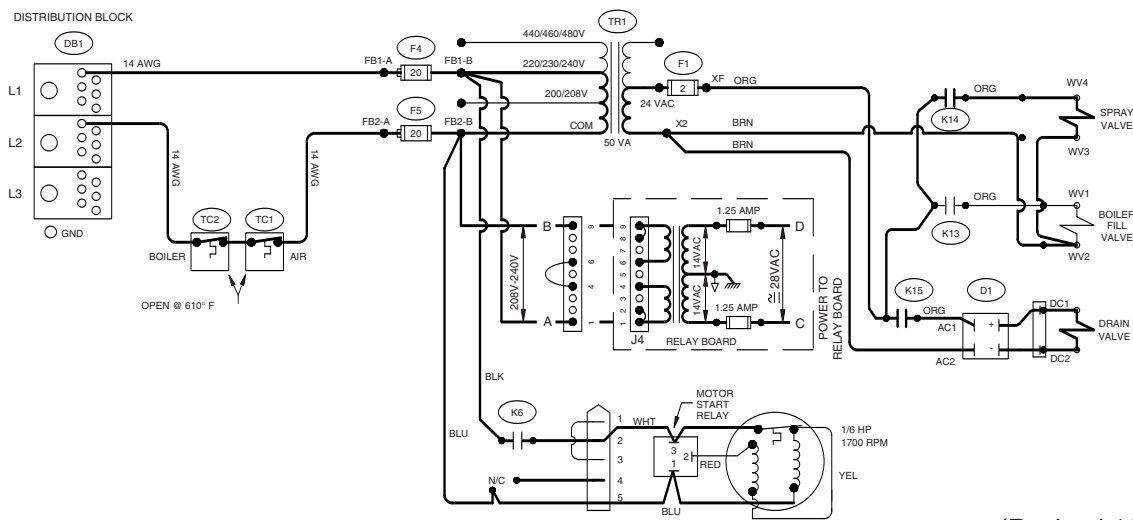 DISTRIBUTION BLOCK
DB1
L1
L2
L3
GND
14 AWG
14 AWG
14 AWG
TC2
TC1
BOILER
AIR
OPEN @ 610° F
FB1-A
F4
20
FB1-B
FB2-A
F5
20
FB2-B
440/460/480V
220/230/240V
200/208V
COM
TR1
50 VA
24 VAC
F1
2
XF
ORG
X2
BRN
BRN
K14
ORG
WV4
SPRAY
VALVE
WV3
K13
ORG
WV1
BOILER
FILL
VALVE
WV2
K15
ORG
AC1
AC2
D1
+
-
DC1
DC2
DRAIN
VALVE
208V-240V
B
A
9
6
4
1
9
8
7
6
5
4
3
2
1
J4
14VAC
14VAC
1.25 AMP
1.25 AMP
≅28VAC
D
C
RELAY BOARD
POWER TO
RELAY BOARD
BLK
BLU
K6
N/C
1
2
3
4
5
WHT
MOTOR
START
RELAY
3
2
1
RED
BLU
1/6 HP
1700 RPM
YEL